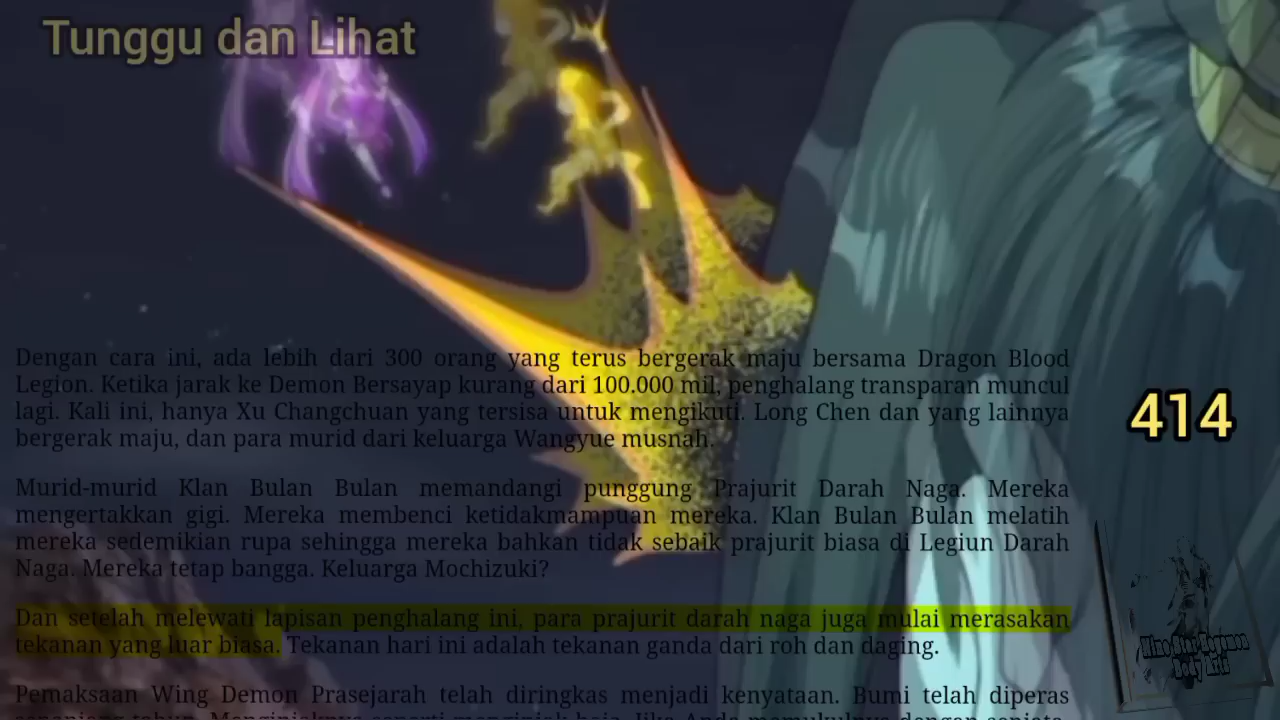 Tunggu dan Lihat
Dengan cara ini, ada lebih dari 300 orang yang terus bergerak maju bersama Dragon Blood
Legion. Ketika jarak ke Demon Bersayap kurang dari 100.000 mil, penghalang transparan muncul
lagi. Kali ini, hanya Xu Changchuan yang tersisa untuk mengikuti. Long Chen dan yang lainnya
bergerak maju, dan para murid dari keluarga Wangyue musnah.
414
Murid-murid Klan Bulan Bulan memandangi punggung Prajurit Darah Naga. Mereka
mengertakkan gigi. Mereka membenci ketidakmampuan mereka. Klan Bulan Bulan melatih
mereka sedemikian rupa sehingga mereka bahkan tidak sebaik prajurit biasa di Legiun Darah
Naga. Mereka tetap bangga. Keluarga Mochizuki?
Dan setelah melewati lapisan penghalang ini, para prajurit darah naga juga mulai merasakan
tekanan yang luar biasa. Tekanan hari ini adalah tekanan ganda dari roh dan daging.
Body Arts
Pemaksaan Wing Demon Prasejarah telah diringkas menjadi kenyataan. Bumi telah diperas